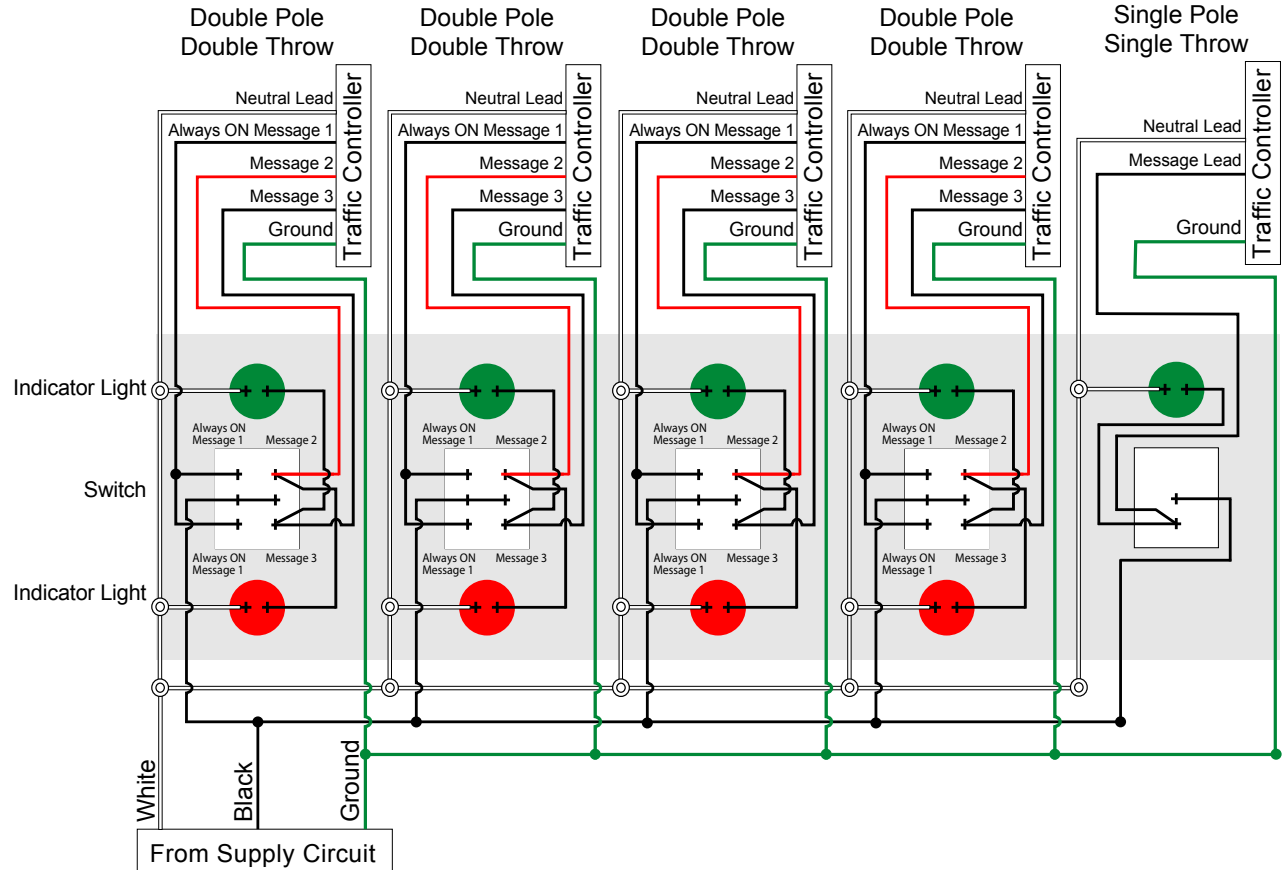 Double Pole
Double Throw
Double Pole
Double Throw
Double Pole
Double Throw
Double Pole
Double Throw
Single Pole
Single Throw
Neutral Lead
Always ON Message 1
Message 2
Message 3
Ground
Traffic Controller
Neutral Lead
Always ON Message 1
Message 2
Message 3
Ground
Traffic Controller
Neutral Lead
Always ON Message 1
Message 2
Message 3
Ground
Traffic Controller
Neutral Lead
Always ON Message 1
Message 2
Message 3
Ground
Traffic Controller
Neutral Lead
Message Lead
Ground
Traffic Controller
Indicator Light
Always ON
Message 1
Message 2
Always ON
Message 1
Message 2
Always ON
Message 1
Message 2
Always ON
Message 1
Message 2
Switch
Always ON
Message 1
Message 3
Always ON
Message 1
Message 3
Always ON
Message 1
Message 3
Always ON
Message 1
Message 3
Indicator Light
White
Black
Ground
From Supply Circuit